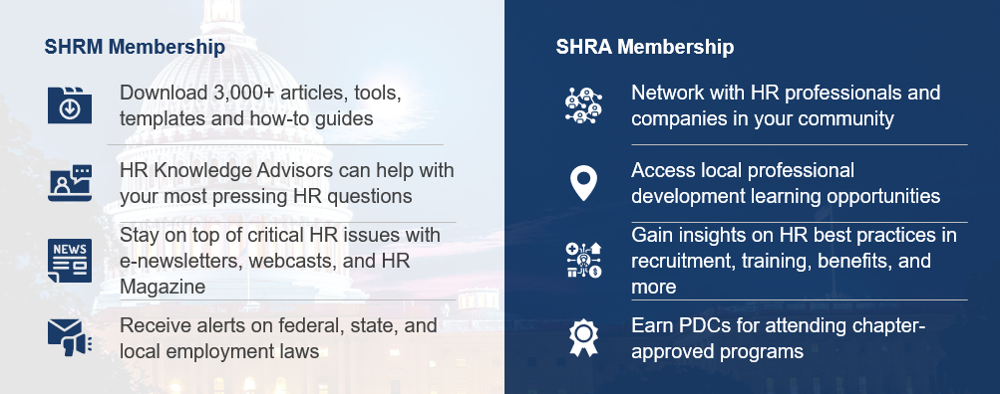 SHRM Membership
Download 3,000+ articles, tools,
templates and how-to guides
HR Knowledge Advisors can help with
your most pressing HR questions
NEWS
Stay on top of critical HR issues with
e-newsletters, webcasts, and HR
Magazine
Receive alerts on federal, state, and
local employment laws
SHRA Membership
Network with HR professionals and
companies in your community
Access local professional
development learning opportunities
Gain insights on HR best practices in
recruitment, training, benefits, and
more
Earn PDCs for attending chapter-
approved programs